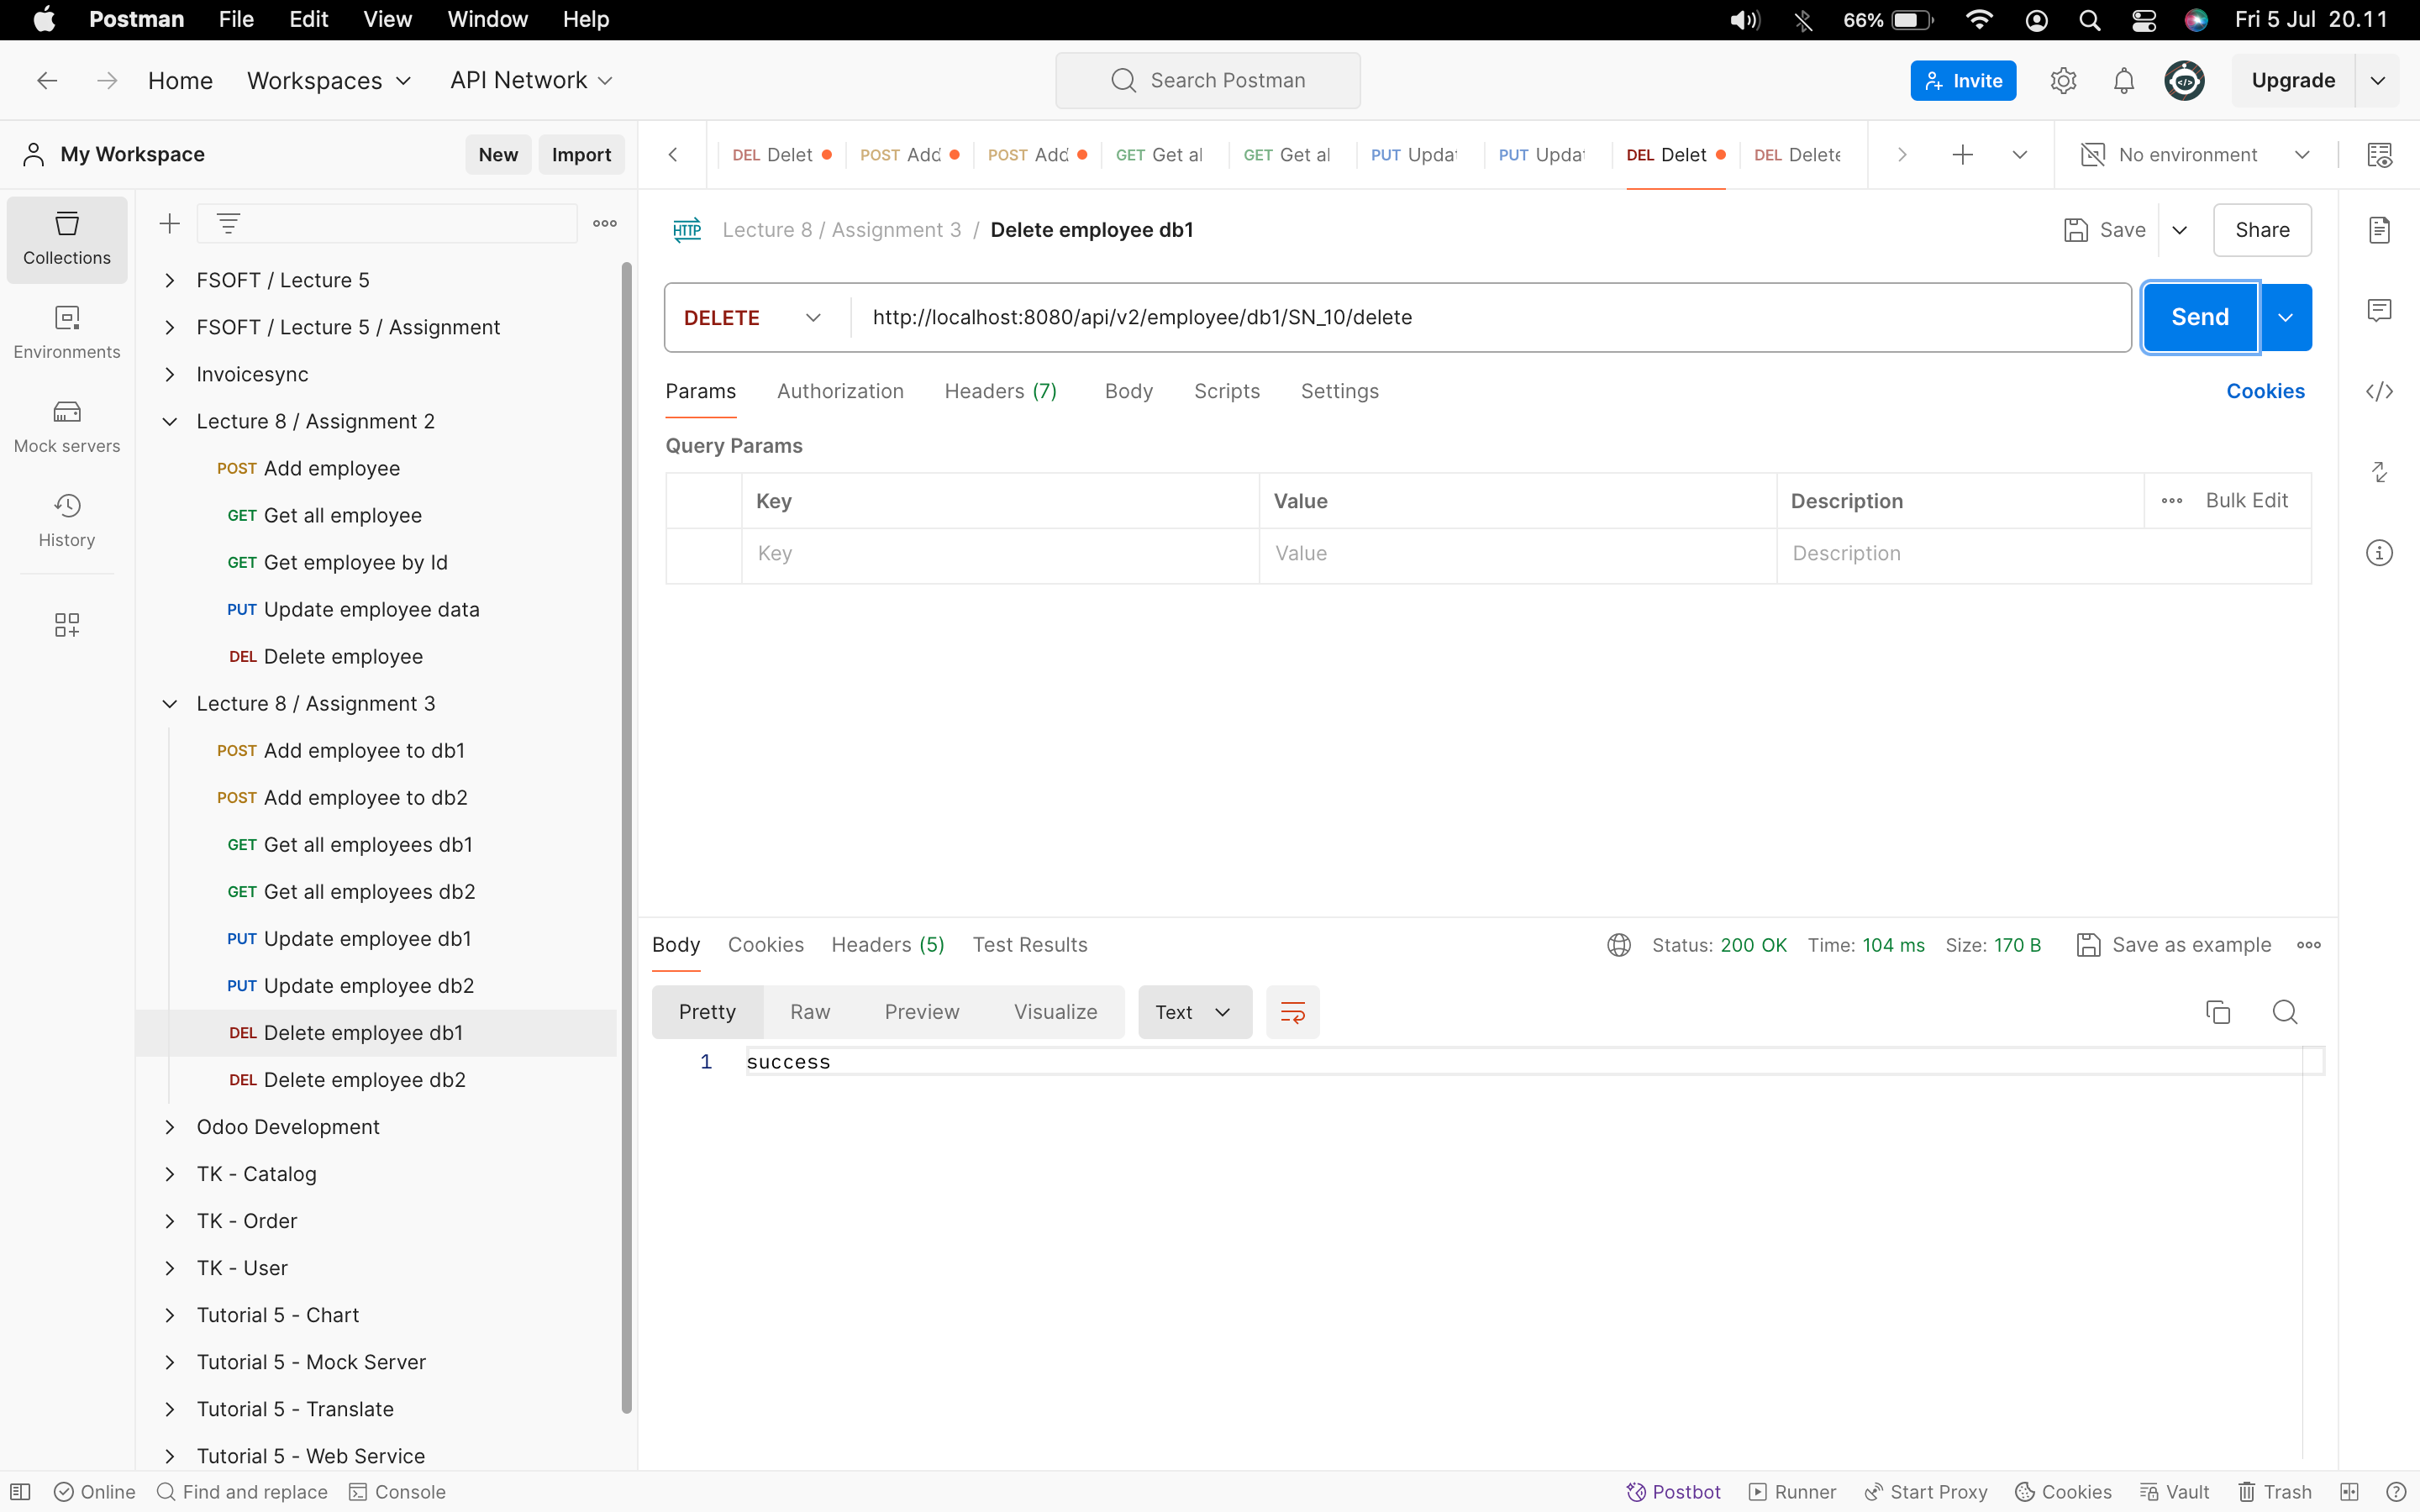 Postman File Edit View Window Help 66% Fri 5 Jul 20.11
Home Workspaces API Network Search Postman Invite Upgrade
My Workspace New Import DEL Delet POST Add POST Add GET Get al GET Get al PUT Updat PUT Updat DEL Delet DEL Delete No environment
Collections
Environments
Mock servers
History
FSOFT / Lecture 5
FSOFT / Lecture 5 / Assignment
Invoicesync
Lecture 8 / Assignment 2
POST Add employee
GET Get all employee
GET Get employee by Id
PUT Update employee data
DEL Delete employee
Lecture 8 / Assignment 3
POST Add employee to db1
POST Add employee to db2
GET Get all employees db1
GET Get all employees db2
PUT Update employee db1
PUT Update employee db2
DEL Delete employee db1
DEL Delete employee db2
Odoo Development
TK - Catalog
TK - Order
TK - User
Tutorial 5 - Chart
Tutorial 5 - Mock Server
Tutorial 5 - Translate
Tutorial 5 - Web Service
HTTP Lecture 8 / Assignment 3 / Delete employee db1 Save Share
DELETE http://localhost:8080/api/v2/employee/db1/SN_10/delete Send
Params Authorization Headers (7) Body Scripts Settings Cookies
Query Params
Key Value Description Bulk Edit
Key Value Description
Body Cookies Headers (5) Test Results Status: 200 OK Time: 104 ms Size: 170 B Save as example
Pretty Raw Preview Visualize Text
1 success
Online Find and replace Console Postbot Runner Start Proxy Cookies Vault Trash